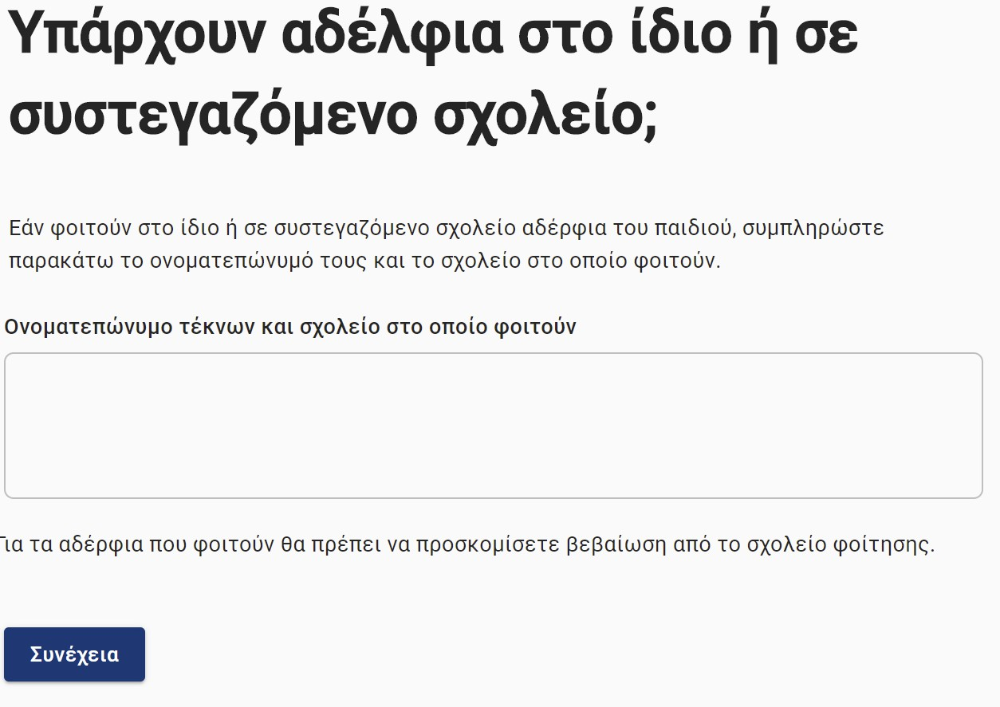 Υπάρχουν αδέλφια στο ίδιο ή σε
συστεγαζόμενο σχολείο;
Εάν φοιτούν στο ίδιο ή σε συστεγαζόμενο σχολείο αδέρφια του παιδιού, συμπληρώστε
παρακάτω το ονοματεπώνυμό τους και το σχολείο στο οποίο φοιτούν.
Ονοματεπώνυμο τέκνων και σχολείο στο οποίο φοιτούν
Για τα αδέρφια που φοιτούν θα πρέπει να προσκομίσετε βεβαίωση από το σχολείο φοίτησης.
Συνέχεια